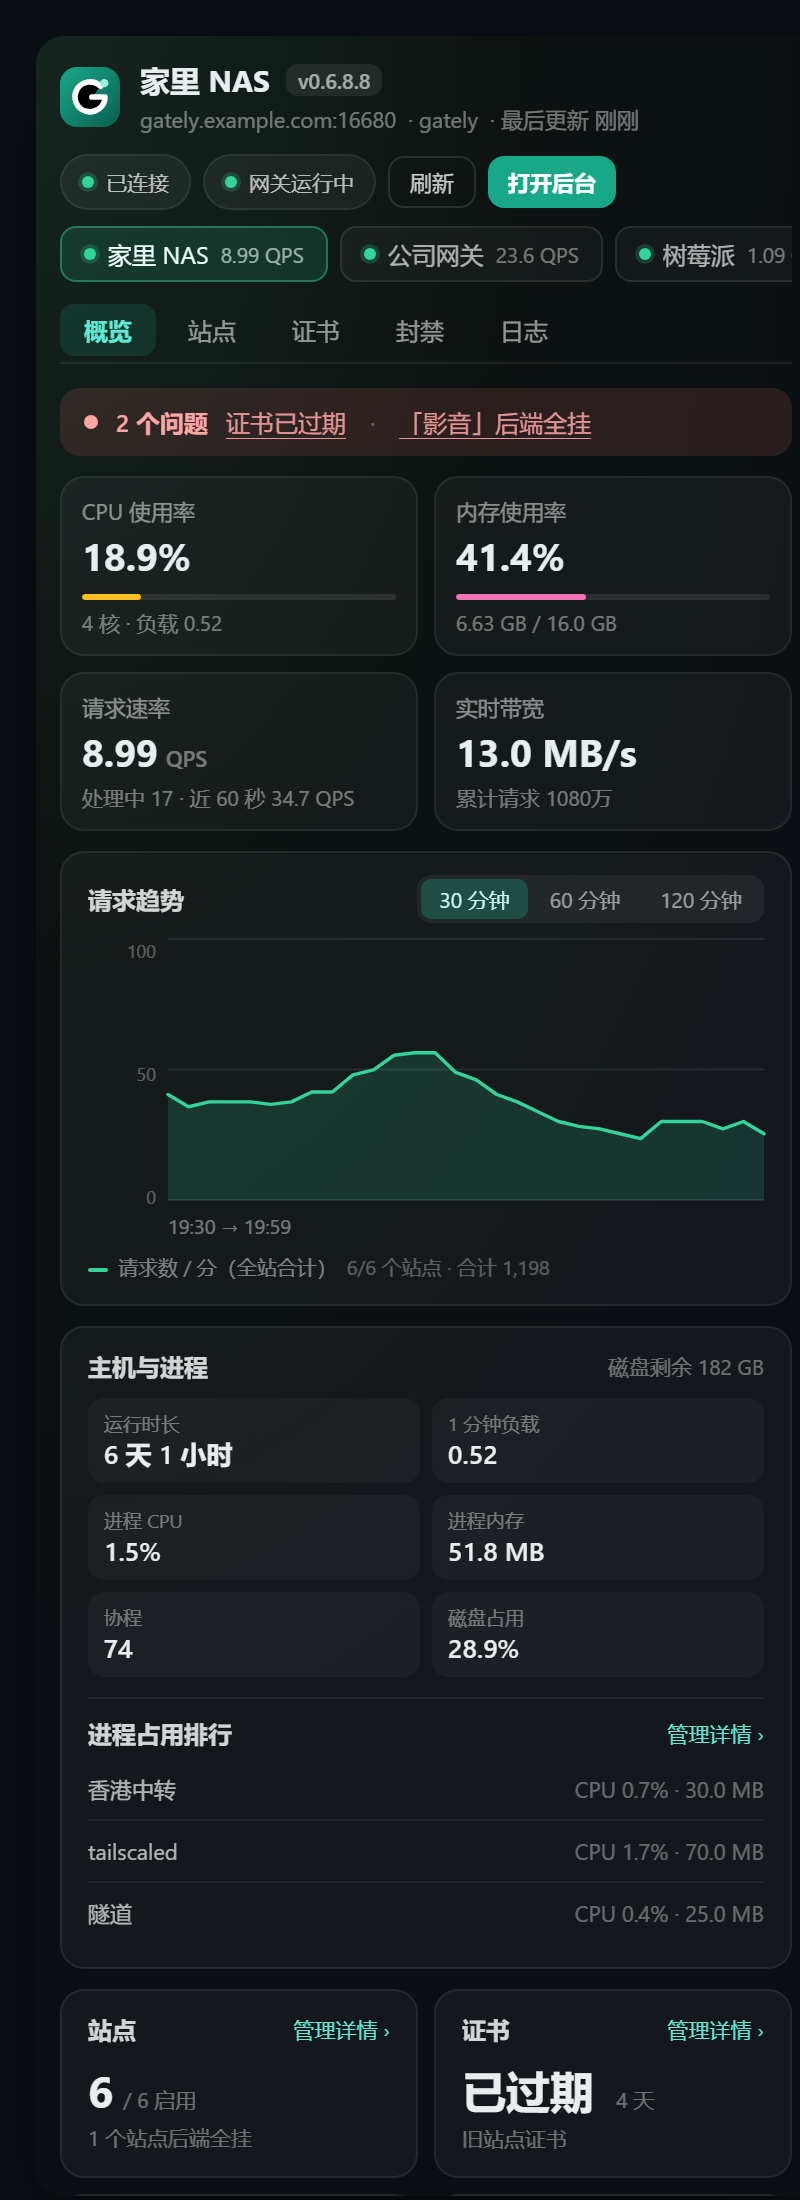 家里 NAS v0.6.8.8
gately.example.com:16680 · gately · 最后更新 刚刚
已连接 网关运行中 刷新 打开后台
家里 NAS 8.99 QPS 公司网关 23.6 QPS 树莓派 1.09
概览 站点 证书 封禁 日志
2 个问题 证书已过期 · 「影音」后端全挂
CPU 使用率 内存使用率
18.9% 41.4%
4 核 · 负载 0.52 6.63 GB / 16.0 GB
请求速率 实时带宽
8.99 QPS 13.0 MB/s
处理中 17 · 近 60 秒 34.7 QPS 累计请求 1080万
请求趋势 30 分钟 60 分钟 120 分钟
100
50
0
19:30 → 19:59
请求数 / 分（全站合计） 6/6 个站点 · 合计 1,198
主机与进程 磁盘剩余 182 GB
运行时长 1 分钟负载
6 天 1 小时 0.52
进程 CPU 进程内存
1.5% 51.8 MB
协程 磁盘占用
74 28.9%
进程占用排行 管理详情 ›
香港中转 CPU 0.7% · 30.0 MB
tailscaled CPU 1.7% · 70.0 MB
隧道 CPU 0.4% · 25.0 MB
站点 管理详情 › 证书 管理详情 ›
6 / 6 启用 已过期 4 天
1 个站点后端全挂 旧站点证书